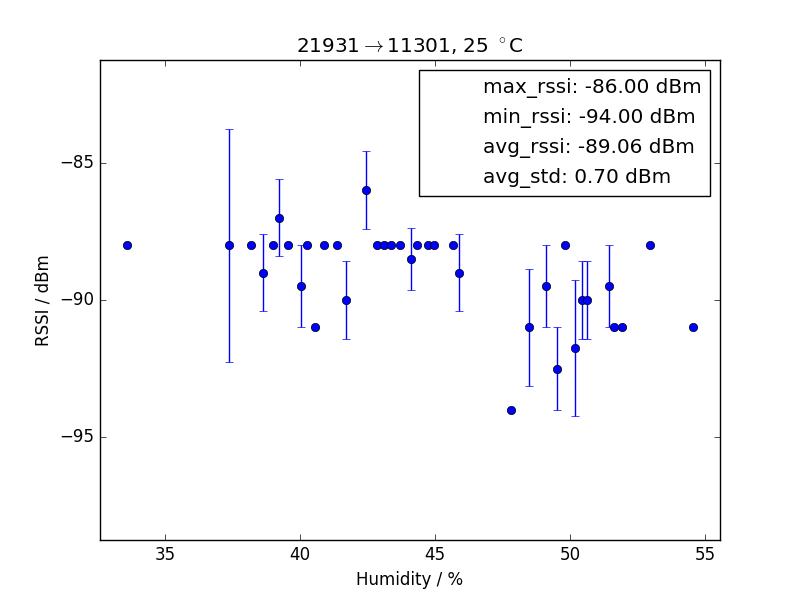 21931→11301, 25 °C
max_rssi: -86.00 dBm
min_rssi: -94.00 dBm
avg_rssi: -89.06 dBm
avg_std: 0.70 dBm
−85
−90
−95
RSSI / dBm
35 40 45 50 55
Humidity / %